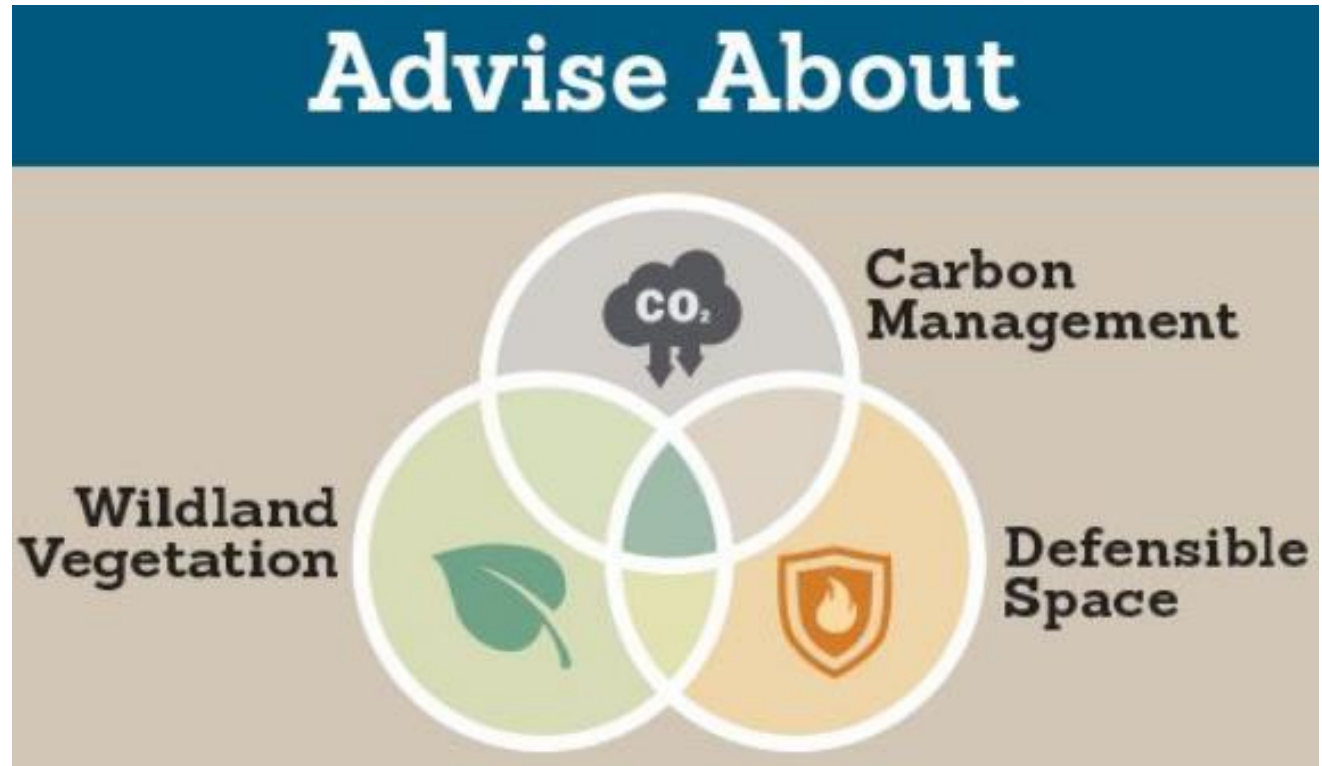 Advise About
CO₂
Carbon
Management
Wildland
Vegetation
Defensible
Space